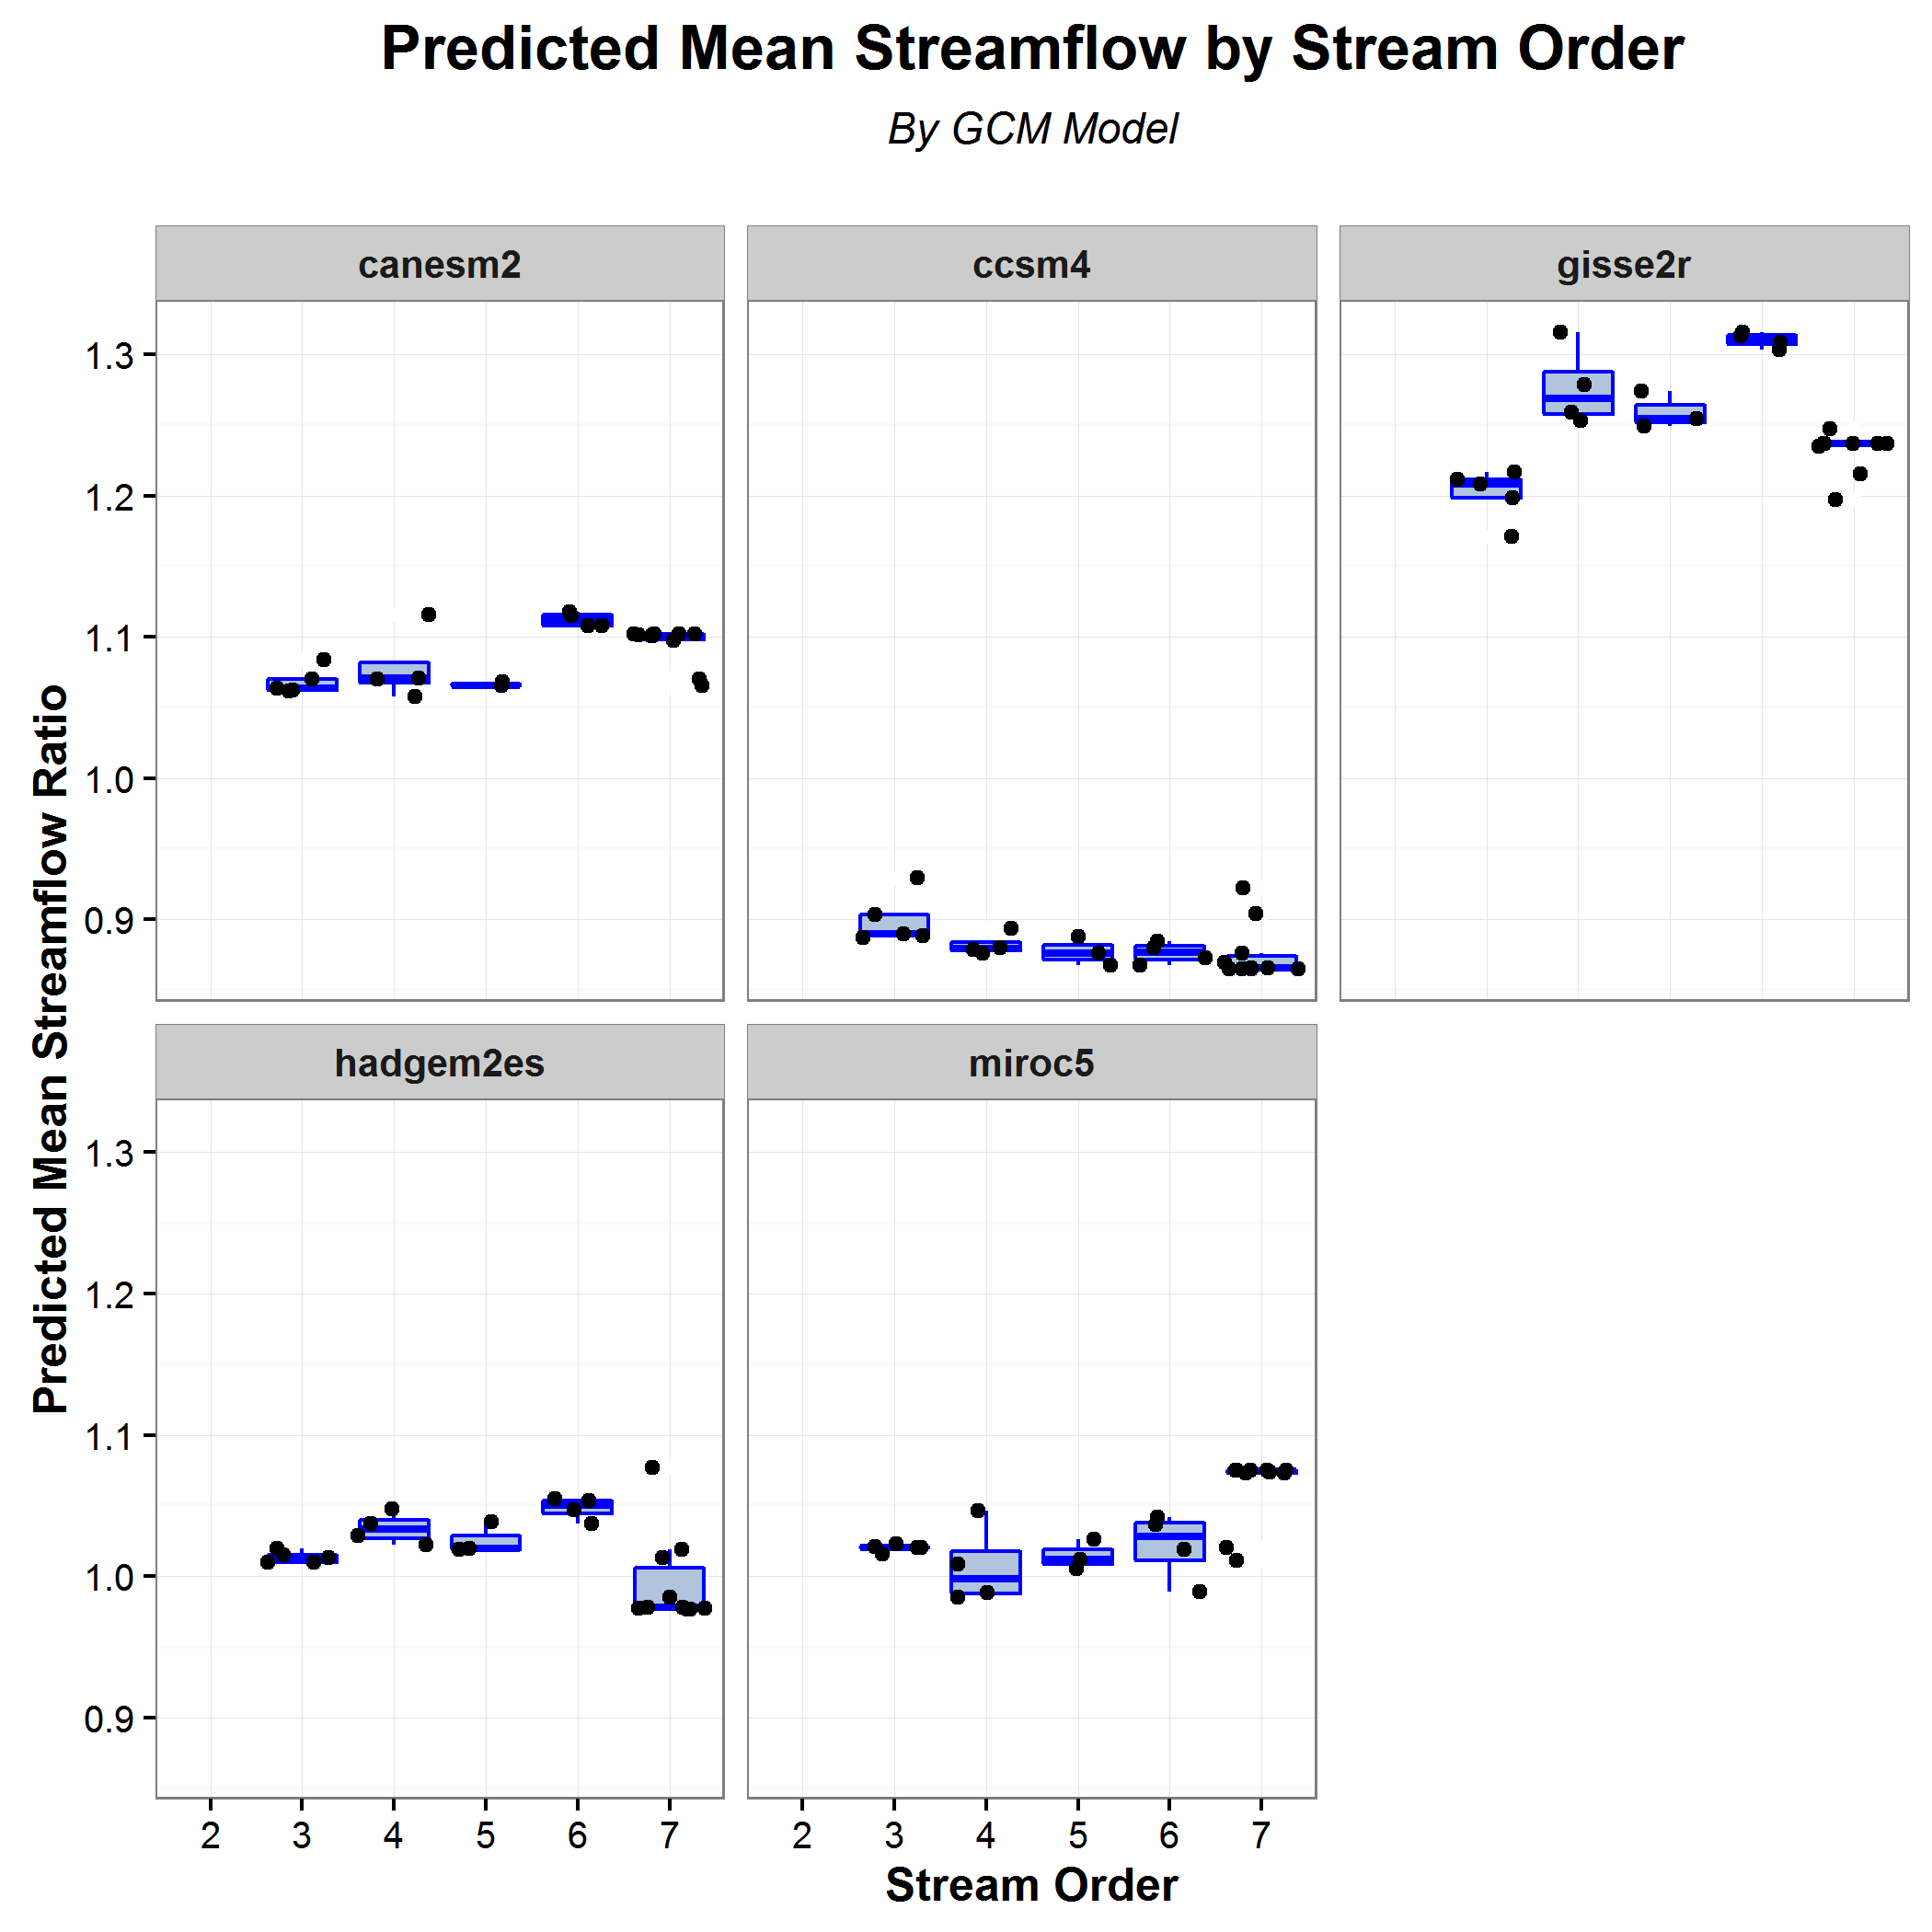 Predicted Mean Streamflow by Stream Order
By GCM Model
canesm2
ccsm4
gisse2r
1.3
1.2
1.1
1.0
0.9
Predicted Mean Streamflow Ratio
hadgem2es
miroc5
1.3
1.2
1.1
1.0
0.9
2 3 4 5 6 7
2 3 4 5 6 7
Stream Order